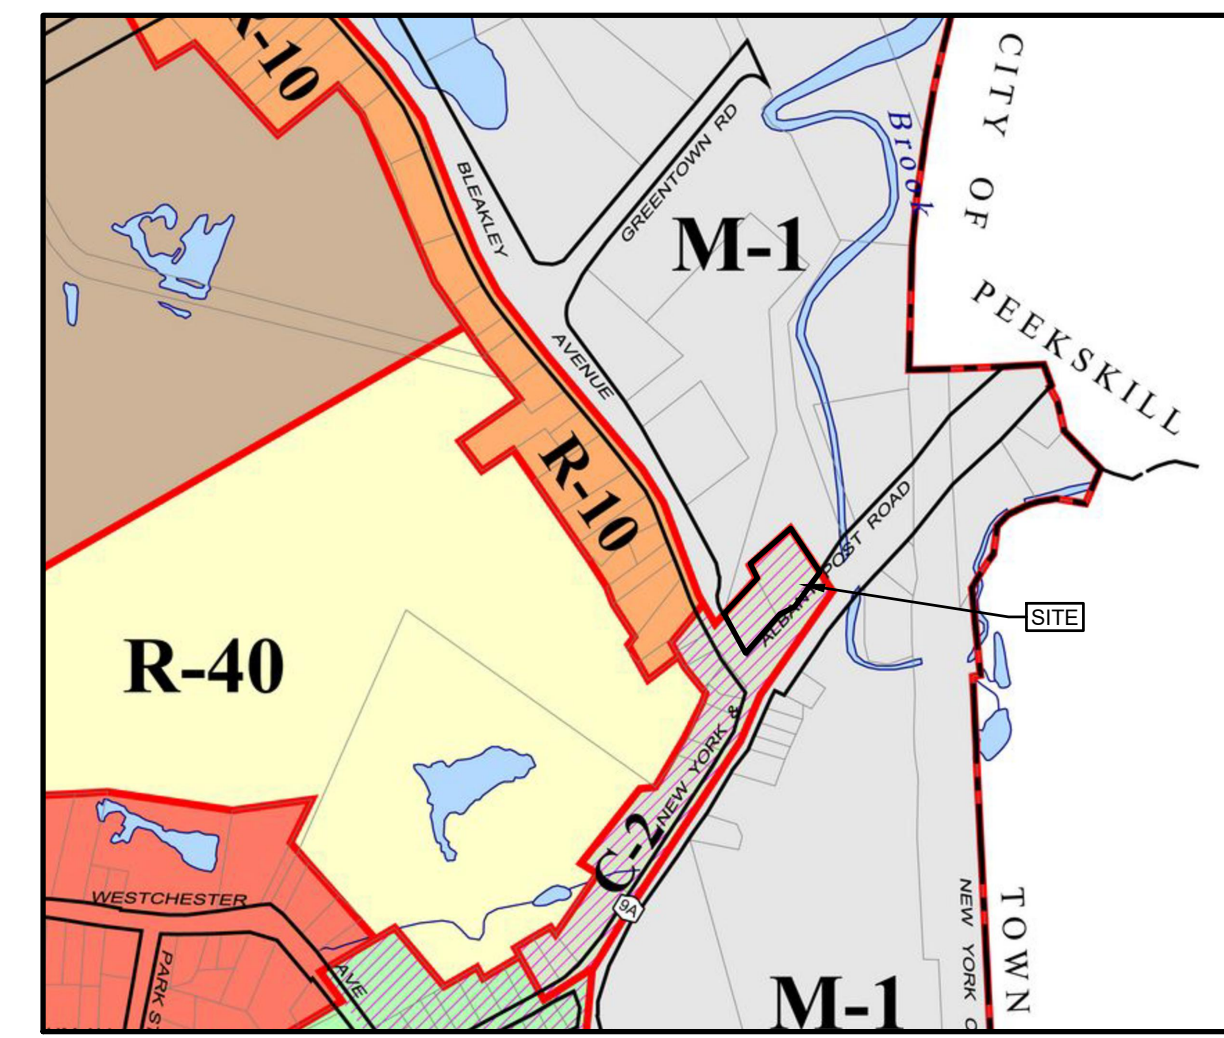 R-10
CITY OF
PEEKSKILL
Brook
BLEAKLEY
AVENUE
GREENTOWN RD
M-1
R-10
ALBANY POST ROAD
SITE
R-40
NEW YORK &
C-2
9A
WESTCHESTER
AVE
PARK S
NEW YORK
TOWN
M-1